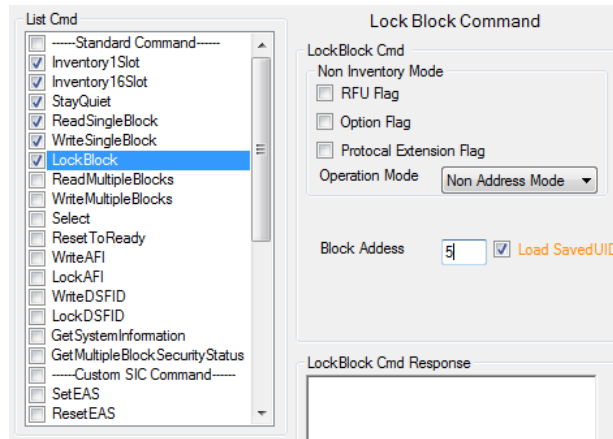 List Cmd
------Standard Command------
Inventory1Slot
Inventory16Slot
StayQuiet
ReadSingleBlock
WriteSingleBlock
LockBlock
ReadMultipleBlocks
WriteMultipleBlocks
Select
ResetToReady
WriteAFI
LockAFI
WriteDSFID
LockDSFID
GetSystemInformation
GetMultipleBlockSecurityStatus
------Custom SIC Command------
SetEAS
ResetEAS
Lock Block Command
LockBlock Cmd
Non Inventory Mode
RFU Flag
Option Flag
Protocal Extension Flag
Operation Mode Non Address Mode
Block Addess 5 Load SavedUID
LockBlock Cmd Response